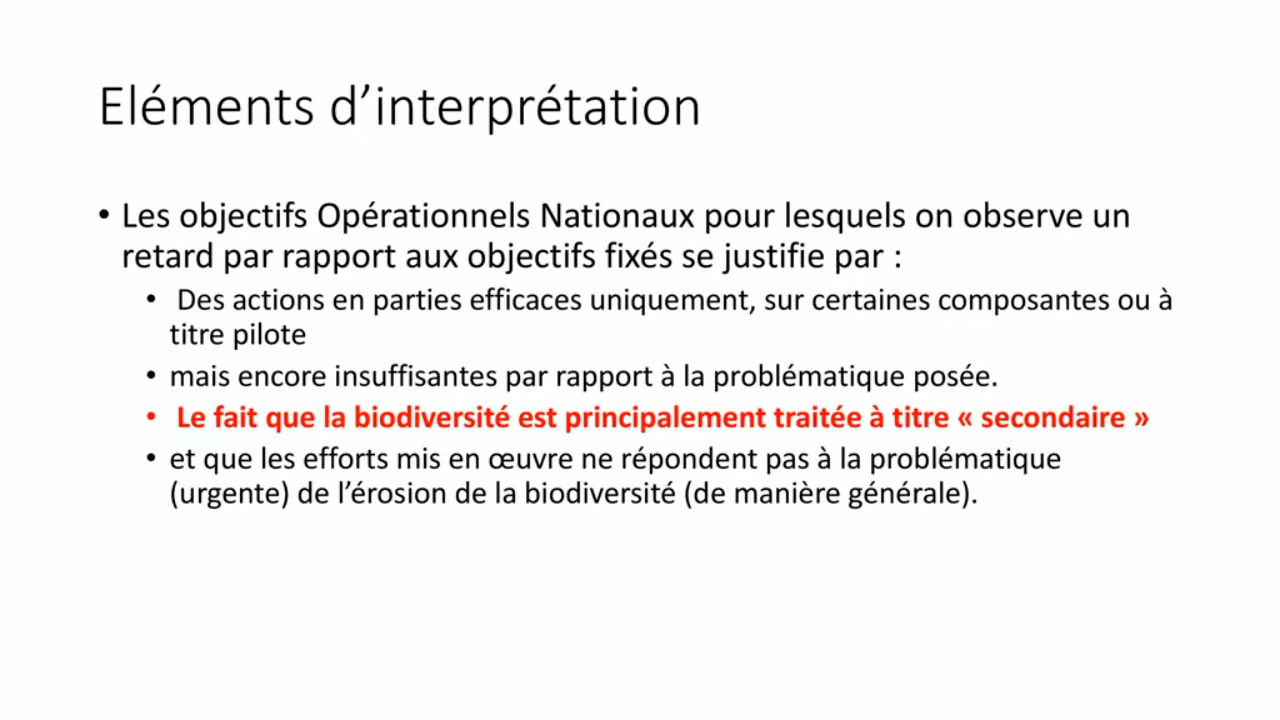 Eléments d’interprétation
• Les objectifs Opérationnels Nationaux pour lesquels on observe un
retard par rapport aux objectifs fixés se justifie par :
• Des actions en parties efficaces uniquement, sur certaines composantes ou à
titre pilote
• mais encore insuffisantes par rapport à la problématique posée.
• Le fait que la biodiversité est principalement traitée à titre « secondaire »
• et que les efforts mis en œuvre ne répondent pas à la problématique
(urgente) de l’érosion de la biodiversité (de manière générale).